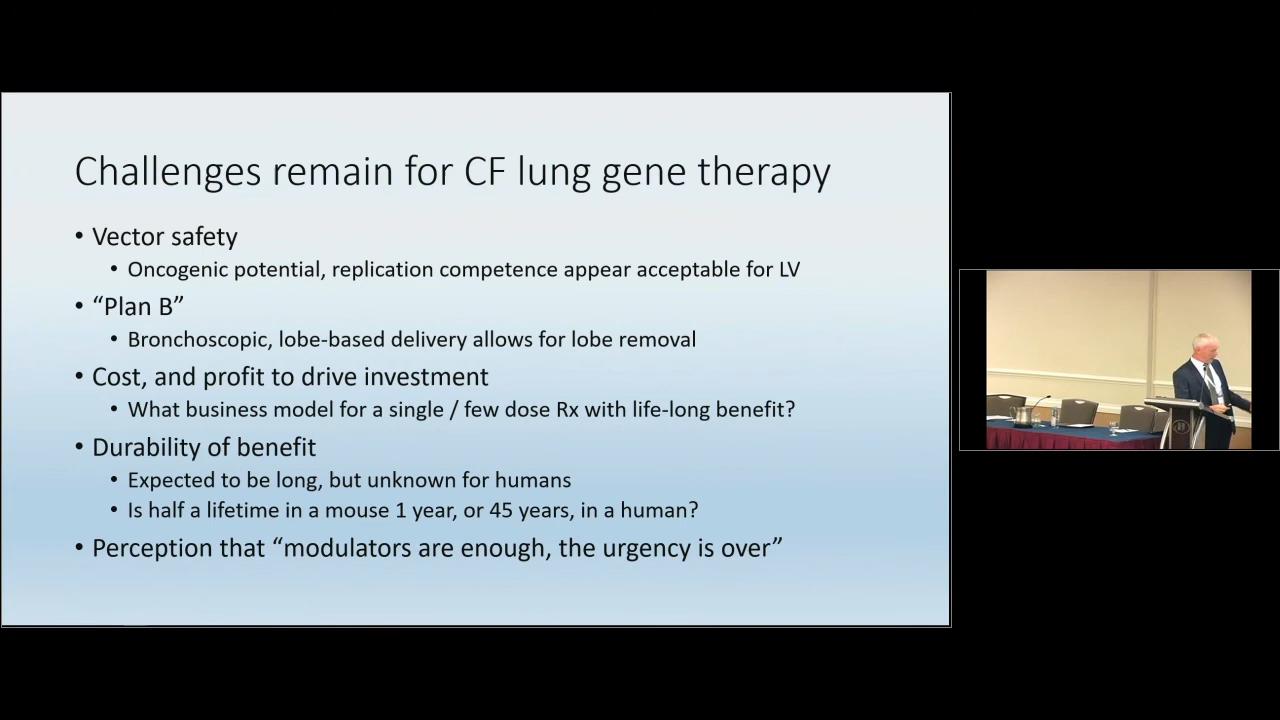 Challenges remain for CF lung gene therapy
• Vector safety
• Oncogenic potential, replication competence appear acceptable for LV
• “Plan B”
• Bronchoscopic, lobe-based delivery allows for lobe removal
• Cost, and profit to drive investment
• What business model for a single / few dose Rx with life-long benefit?
• Durability of benefit
• Expected to be long, but unknown for humans
• Is half a lifetime in a mouse 1 year, or 45 years, in a human?
• Perception that “modulators are enough, the urgency is over”